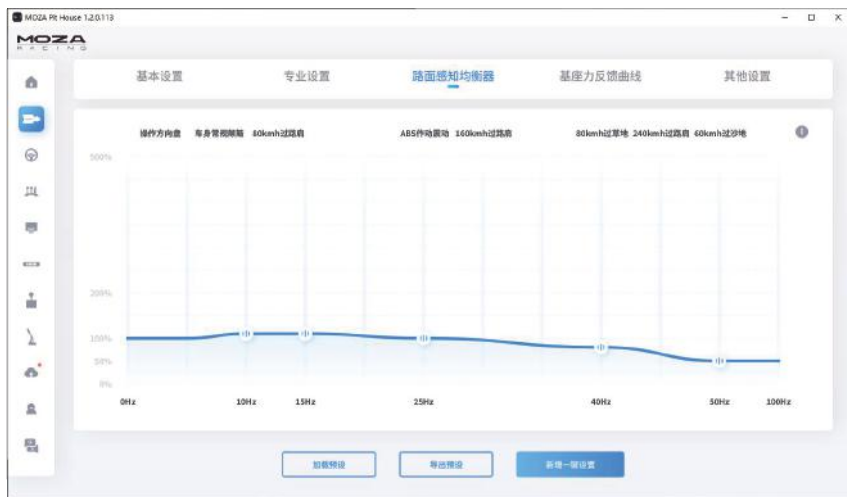 MOZA Pit House 1.2.0.113
MOZA
RACING
基本设置 专业设置 路面感知均衡器 基座力反馈曲线 其他设置
操作方向盘 车身常规颠簸 80kmh过路肩 ABS作动震动 160kmh过路肩 80kmh过草地 240kmh过路肩 60kmh过沙地
500%
200%
100%
50%
0%
0Hz 10Hz 15Hz 25Hz 40Hz 50Hz 100Hz
加载预设 导出预设 新增一键设置